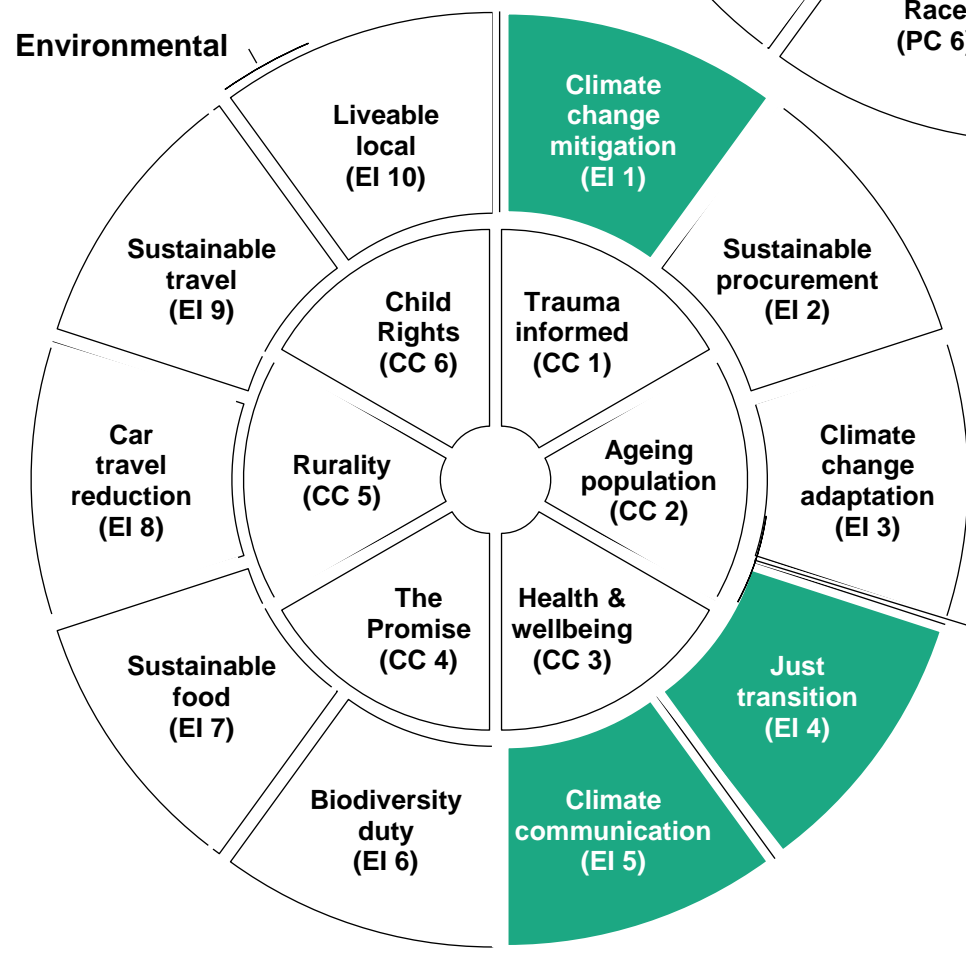 Environmental
Race
(PC 6)
Climate
change
mitigation
(EI 1)
Sustainable
procurement
(EI 2)
Climate
change
adaptation
(EI 3)
Just
transition
(EI 4)
Climate
communication
(EI 5)
Biodiversity
duty
(EI 6)
Sustainable
food
(EI 7)
Car
travel
reduction
(EI 8)
Sustainable
travel
(EI 9)
Liveable
local
(EI 10)
Trauma
informed
(CC 1)
Ageing
population
(CC 2)
Health &
wellbeing
(CC 3)
The
Promise
(CC 4)
Rurality
(CC 5)
Child
Rights
(CC 6)